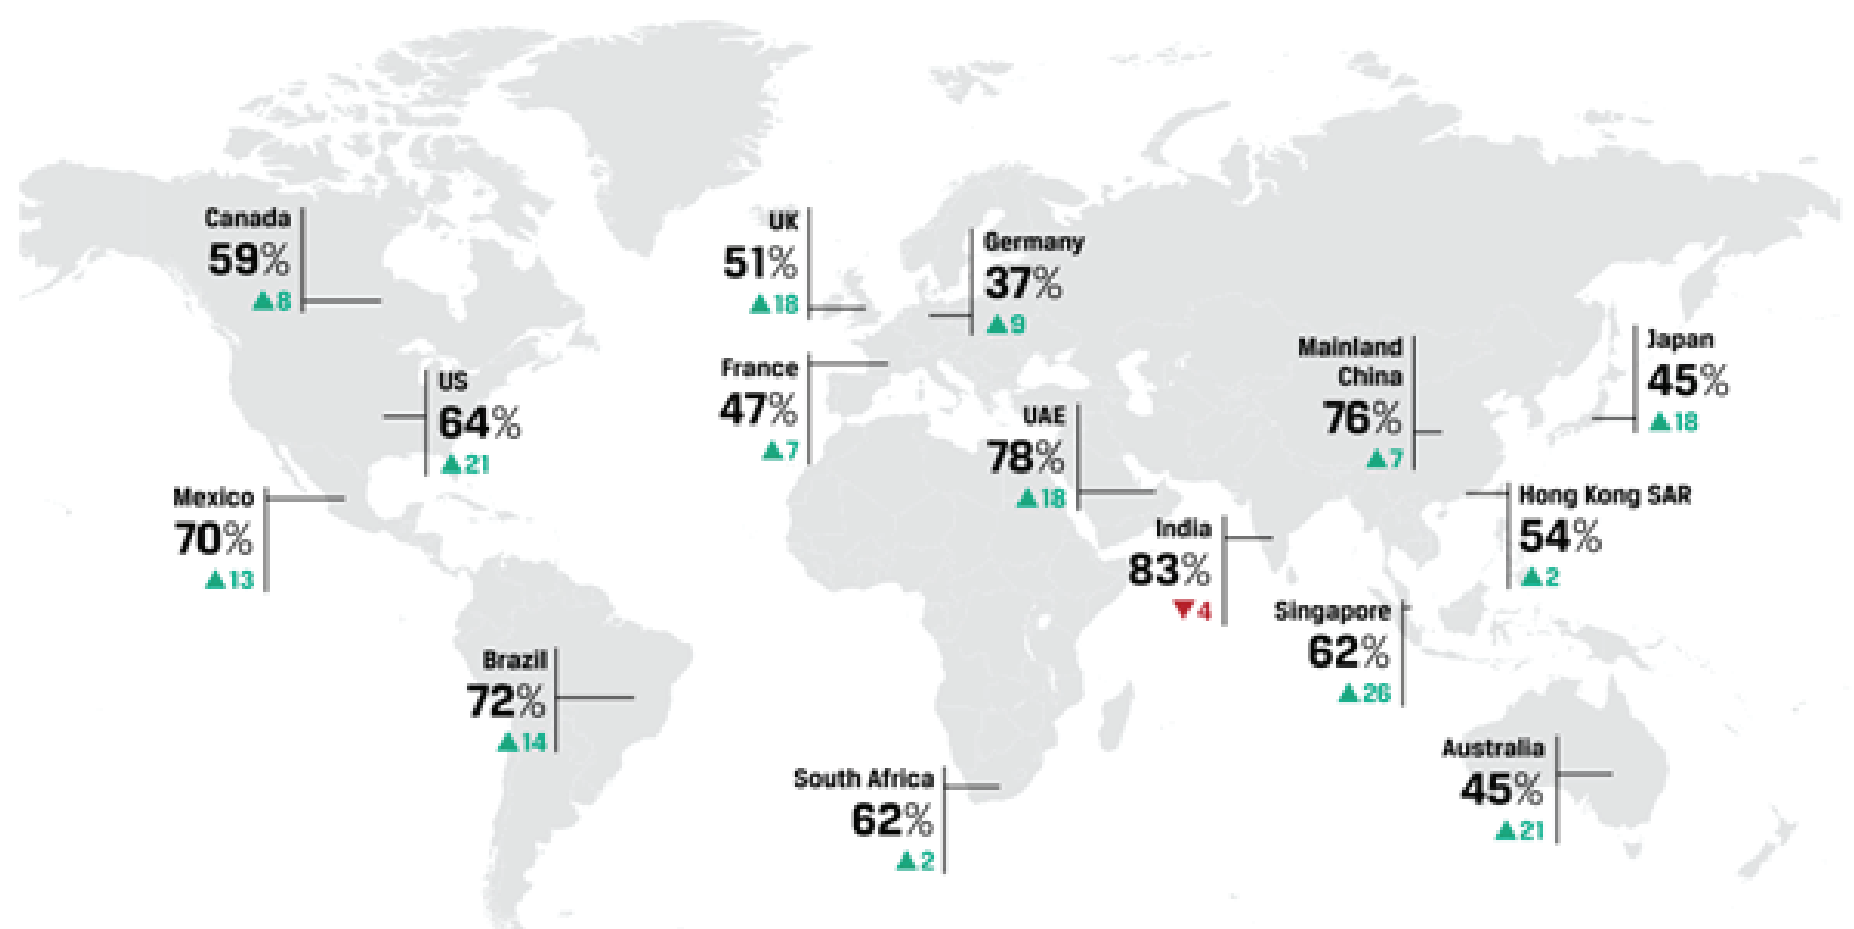 Canada
59%
▲8
US
64%
▲21
Mexico
70%
▲13
Brazil
72%
▲14
UK
51%
▲18
Germany
37%
▲9
France
47%
▲7
UAE
78%
▲18
South Africa
62%
▲2
India
83%
▼4
Mainland
China
76%
▲7
Japan
45%
▲18
Hong Kong SAR
54%
▲2
Singapore
62%
▲26
Australia
45%
▲21